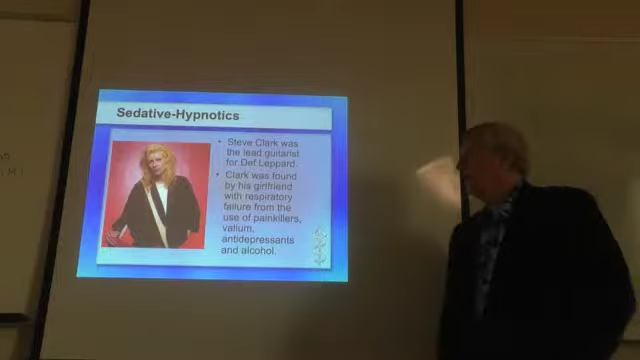 Sedative-Hypnotics
• Steve Clark was
the lead guitarist
for Def Leppard.
• Clark was found
by his girlfriend
with respiratory
failure from the
use of painkillers,
valium,
antidepressants
and alcohol.